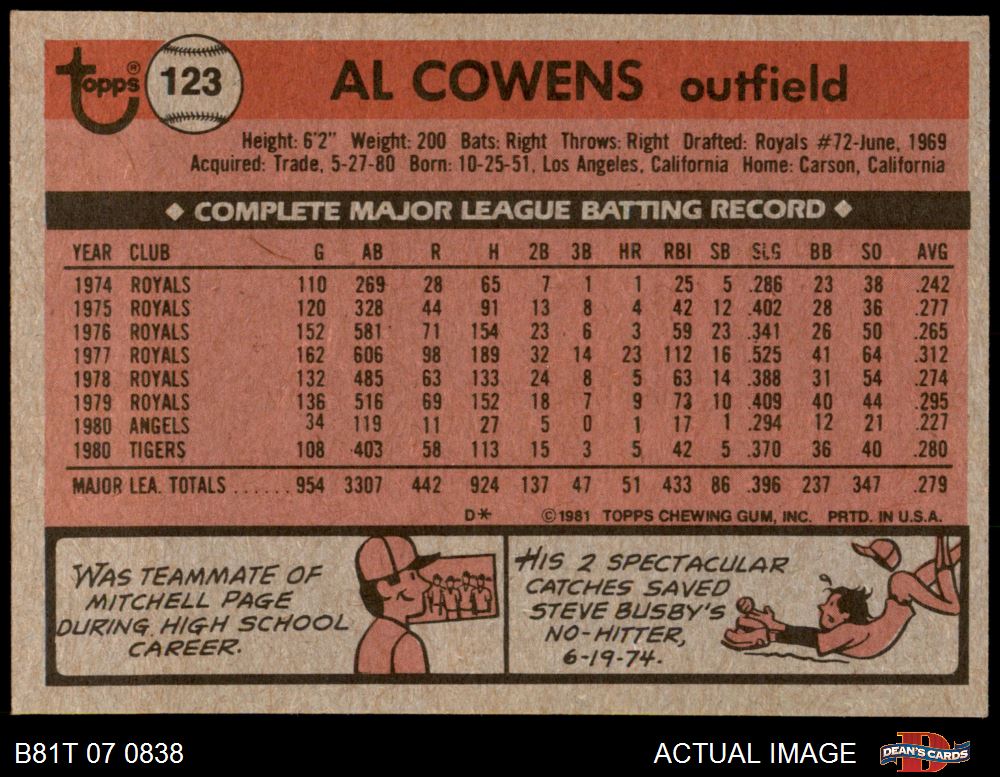 topps® 123 AL COWENS outfield
Height: 6'2" Weight: 200 Bats: Right Throws: Right Drafted: Royals #72-June, 1969
Acquired: Trade, 5-27-80 Born: 10-25-51, Los Angeles, California Home: Carson, California
◆ COMPLETE MAJOR LEAGUE BATTING RECORD ◆
YEAR CLUB G AB R H 2B 3B HR RBI SB SLG BB SO AVG
1974 ROYALS 110 269 28 65 7 1 1 25 5 .286 23 38 .242
1975 ROYALS 120 328 44 91 13 8 4 42 12 .402 28 36 .277
1976 ROYALS 152 581 71 154 23 6 3 59 23 .341 26 50 .265
1977 ROYALS 162 606 98 189 32 14 23 112 16 .525 41 64 .312
1978 ROYALS 132 485 63 133 24 8 5 63 14 .388 31 54 .274
1979 ROYALS 136 516 69 152 18 7 9 73 10 .409 40 44 .295
1980 ANGELS 34 119 11 27 5 0 1 17 1 .294 12 21 .227
1980 TIGERS 108 403 58 113 15 3 5 42 5 .370 36 40 .280
MAJOR LEA. TOTALS ...... 954 3307 442 924 137 47 51 433 86 .396 237 347 .279
D* © 1981 TOPPS CHEWING GUM, INC. PRTD. IN U.S.A.
WAS TEAMMATE OF
MITCHELL PAGE
DURING HIGH SCHOOL
CAREER.
HIS 2 SPECTACULAR
CATCHES SAVED
STEVE BUSBY'S
NO-HITTER,
6-19-74.
B81T 07 0838 ACTUAL IMAGE DEAN'S CARDS